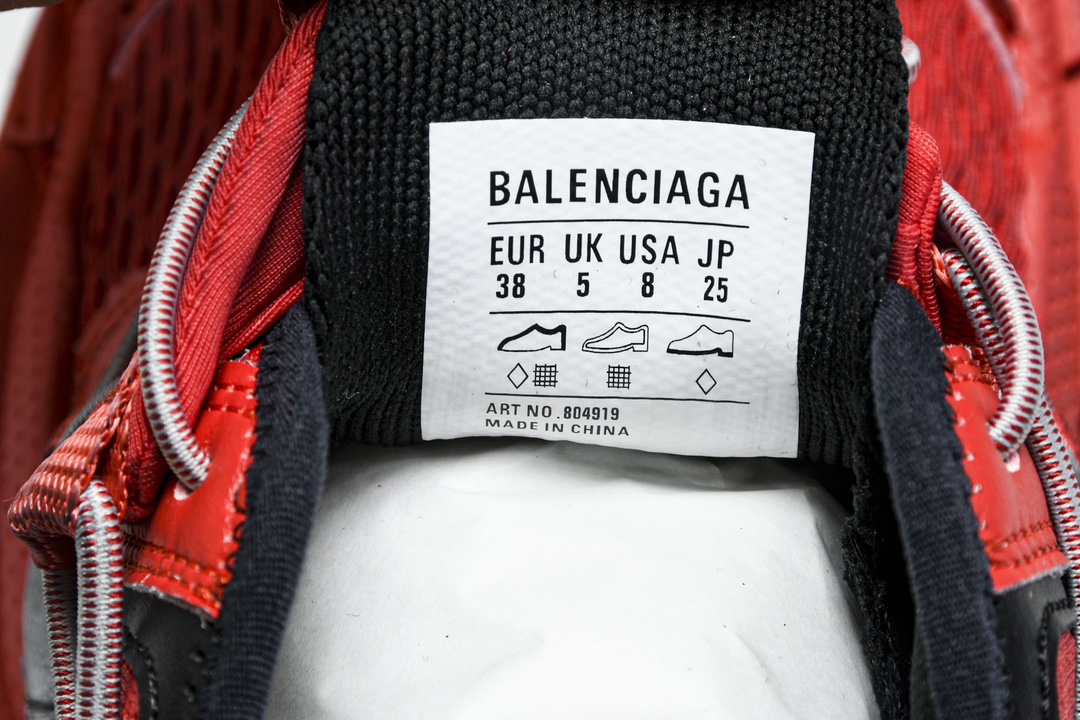 BALENCIAGA
EUR UK USA JP
38 5 8 25
ART NO. 804919
MADE IN CHINA